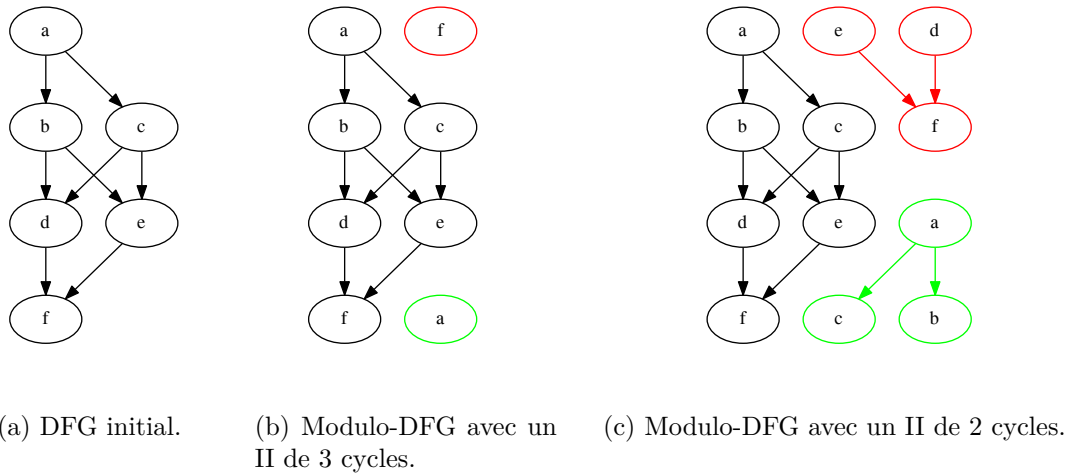 a a f a e d
b c b c b c f
d e d e d e a
f f a f c b
(a) DFG initial. (b) Modulo-DFG avec un (c) Modulo-DFG avec un II de 2 cycles.
II de 3 cycles.